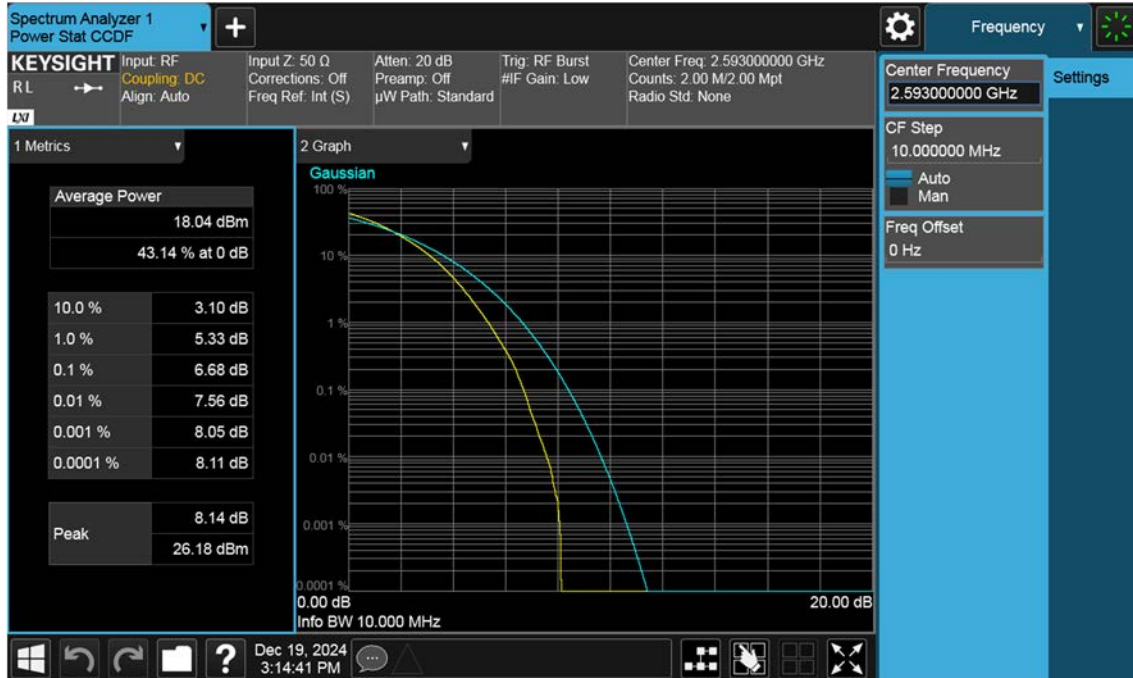 Spectrum Analyzer 1
Power Stat CCDF
Frequency
KEYSIGHT
R L
LXI
Input: RF
Coupling: DC
Align: Auto
Input Z: 50 Ω
Corrections: Off
Freq Ref: Int (S)
Atten: 20 dB
Preamp: Off
µW Path: Standard
Trig: RF Burst
#IF Gain: Low
Center Freq: 2.593000000 GHz
Counts: 2.00 M/2.00 Mpt
Radio Std: None
Center Frequency
2.593000000 GHz
Settings
CF Step
10.000000 MHz
Auto
Man
Freq Offset
0 Hz
1 Metrics
Average Power
18.04 dBm
43.14 % at 0 dB
10.0 % 3.10 dB
1.0 % 5.33 dB
0.1 % 6.68 dB
0.01 % 7.56 dB
0.001 % 8.05 dB
0.0001 % 8.11 dB
Peak
8.14 dB
26.18 dBm
2 Graph
Gaussian
100 %
10 %
1 %
0.1 %
0.01 %
0.001 %
0.0001 %
0.00 dB 20.00 dB
Info BW 10.000 MHz
?
Dec 19, 2024
3:14:41 PM